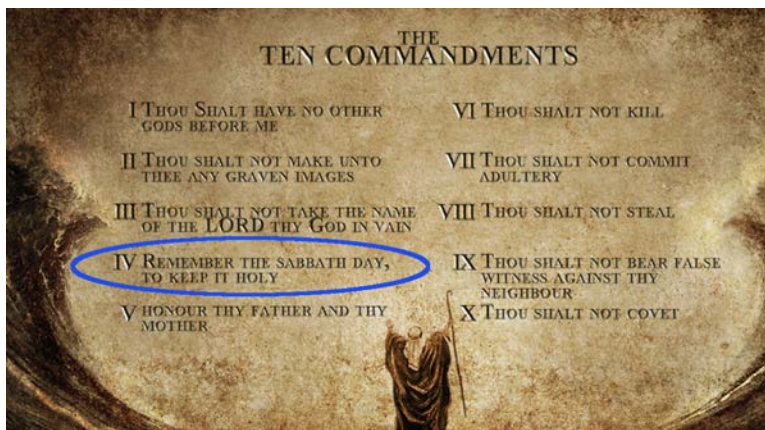 THE
TEN COMMANDMENTS
I THOU SHALT HAVE NO OTHER
GODS BEFORE ME
II THOU SHALT NOT MAKE UNTO
THEE ANY GRAVEN IMAGES
III THOU SHALT NOT TAKE THE NAME
OF THE LORD THY GOD IN VAIN
IV REMEMBER THE SABBATH DAY,
TO KEEP IT HOLY
V HONOUR THY FATHER AND THY
MOTHER
VI THOU SHALT NOT KILL
VII THOU SHALT NOT COMMIT
ADULTERY
VIII THOU SHALT NOT STEAL
IX THOU SHALT NOT BEAR FALSE
WITNESS AGAINST THY
NEIGHBOUR
X THOU SHALT NOT COVET